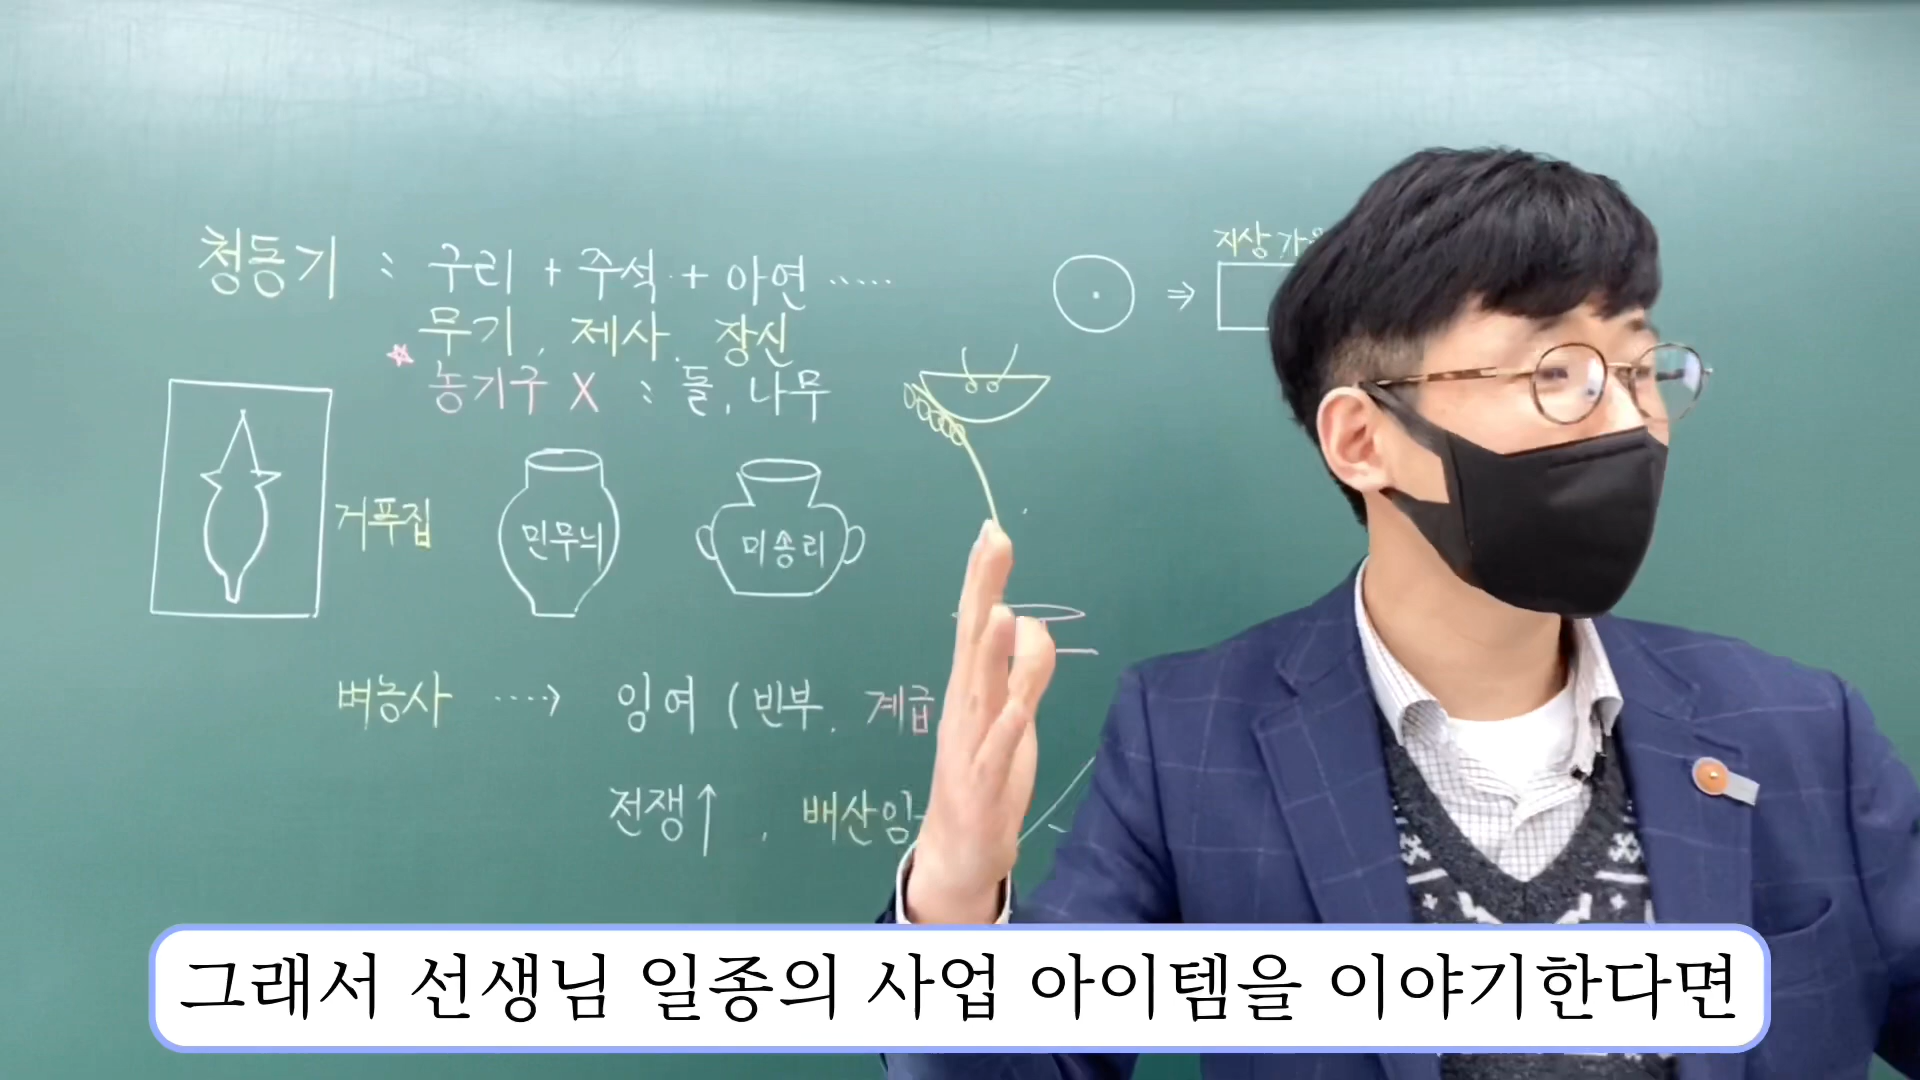 청동기 : 구리 + 주석 + 아연 .....
지상
무기, 제사, 장신
농기구 X : 돌, 나무
거푸집
민무늬
미송리
벼농사 ····> 잉여 (빈부, 계급
전쟁↑, 배산임
그래서 선생님 일종의 사업 아이템을 이야기한다면